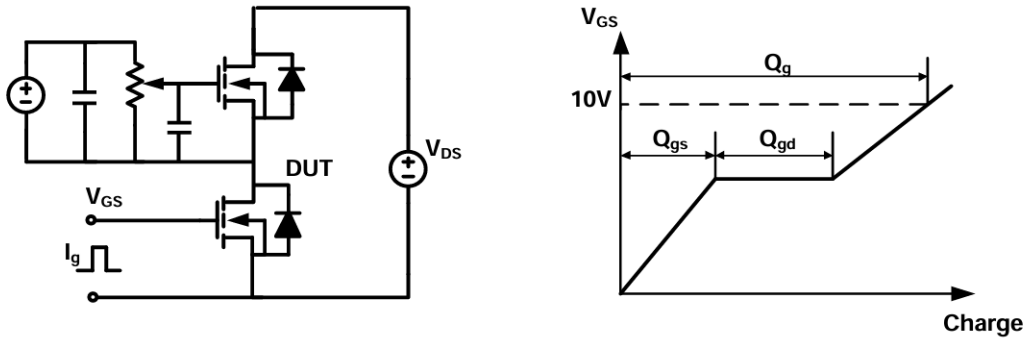 DUT
V_DS
V_GS
I_g
V_GS
Q_g
10V
Q_gs
Q_gd
Charge